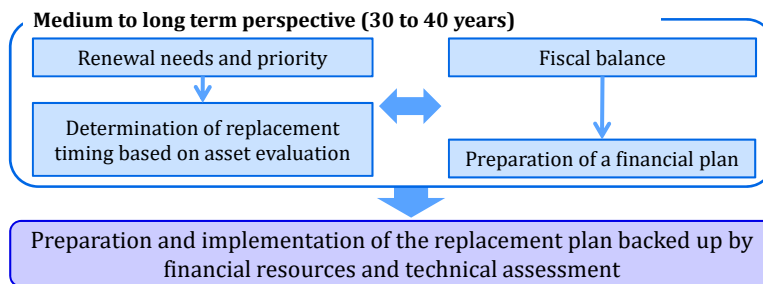 Medium to long term perspective (30 to 40 years)
Renewal needs and priority
Determination of replacement
timing based on asset evaluation
Fiscal balance
Preparation of a financial plan
Preparation and implementation of the replacement plan backed up by
financial resources and technical assessment